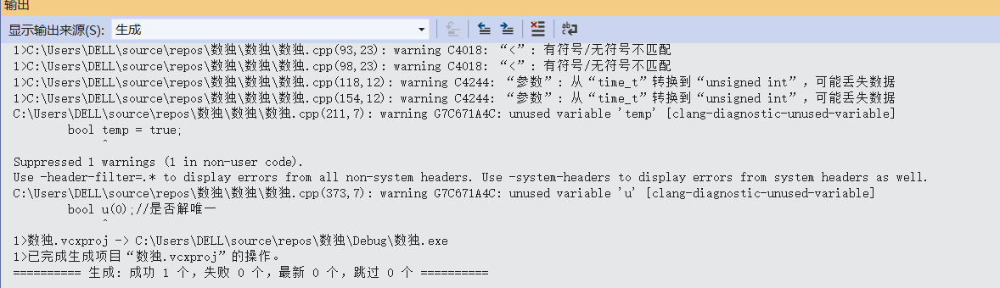 输出
显示输出来源(S): 生成
1>C:\Users\DELL\source\repos\数独\数独\数独.cpp(93,23): warning C4018: “<”: 有符号/无符号不匹配
1>C:\Users\DELL\source\repos\数独\数独\数独.cpp(98,23): warning C4018: “<”: 有符号/无符号不匹配
1>C:\Users\DELL\source\repos\数独\数独\数独.cpp(118,12): warning C4244: “参数”: 从“time_t”转换到“unsigned int”，可能丢失数据
1>C:\Users\DELL\source\repos\数独\数独\数独.cpp(154,12): warning C4244: “参数”: 从“time_t”转换到“unsigned int”，可能丢失数据
C:\Users\DELL\source\repos\数独\数独\数独.cpp(211,7): warning G7C671A4C: unused variable 'temp' [clang-diagnostic-unused-variable]
bool temp = true;
^
Suppressed 1 warnings (1 in non-user code).
Use -header-filter=.* to display errors from all non-system headers. Use -system-headers to display errors from system headers as well.
C:\Users\DELL\source\repos\数独\数独\数独.cpp(373,7): warning G7C671A4C: unused variable 'u' [clang-diagnostic-unused-variable]
bool u(0);//是否解唯一
^
1>数独.vcxproj -> C:\Users\DELL\source\repos\数独\Debug\数独.exe
1>已完成生成项目“数独.vcxproj”的操作。
========== 生成: 成功 1 个，失败 0 个，最新 0 个，跳过 0 个 ==========